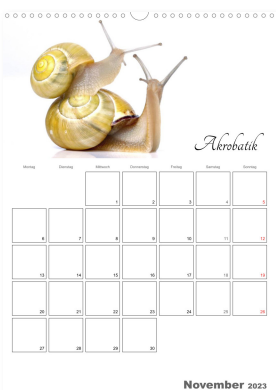 Akrobatik
Montag Dienstag Mittwoch Donnerstag Freitag Samstag Sonntag
1 2 3 4 5
6 7 8 9 10 11 12
13 14 15 16 17 18 19
20 21 22 23 24 25 26
27 28 29 30
November 2023